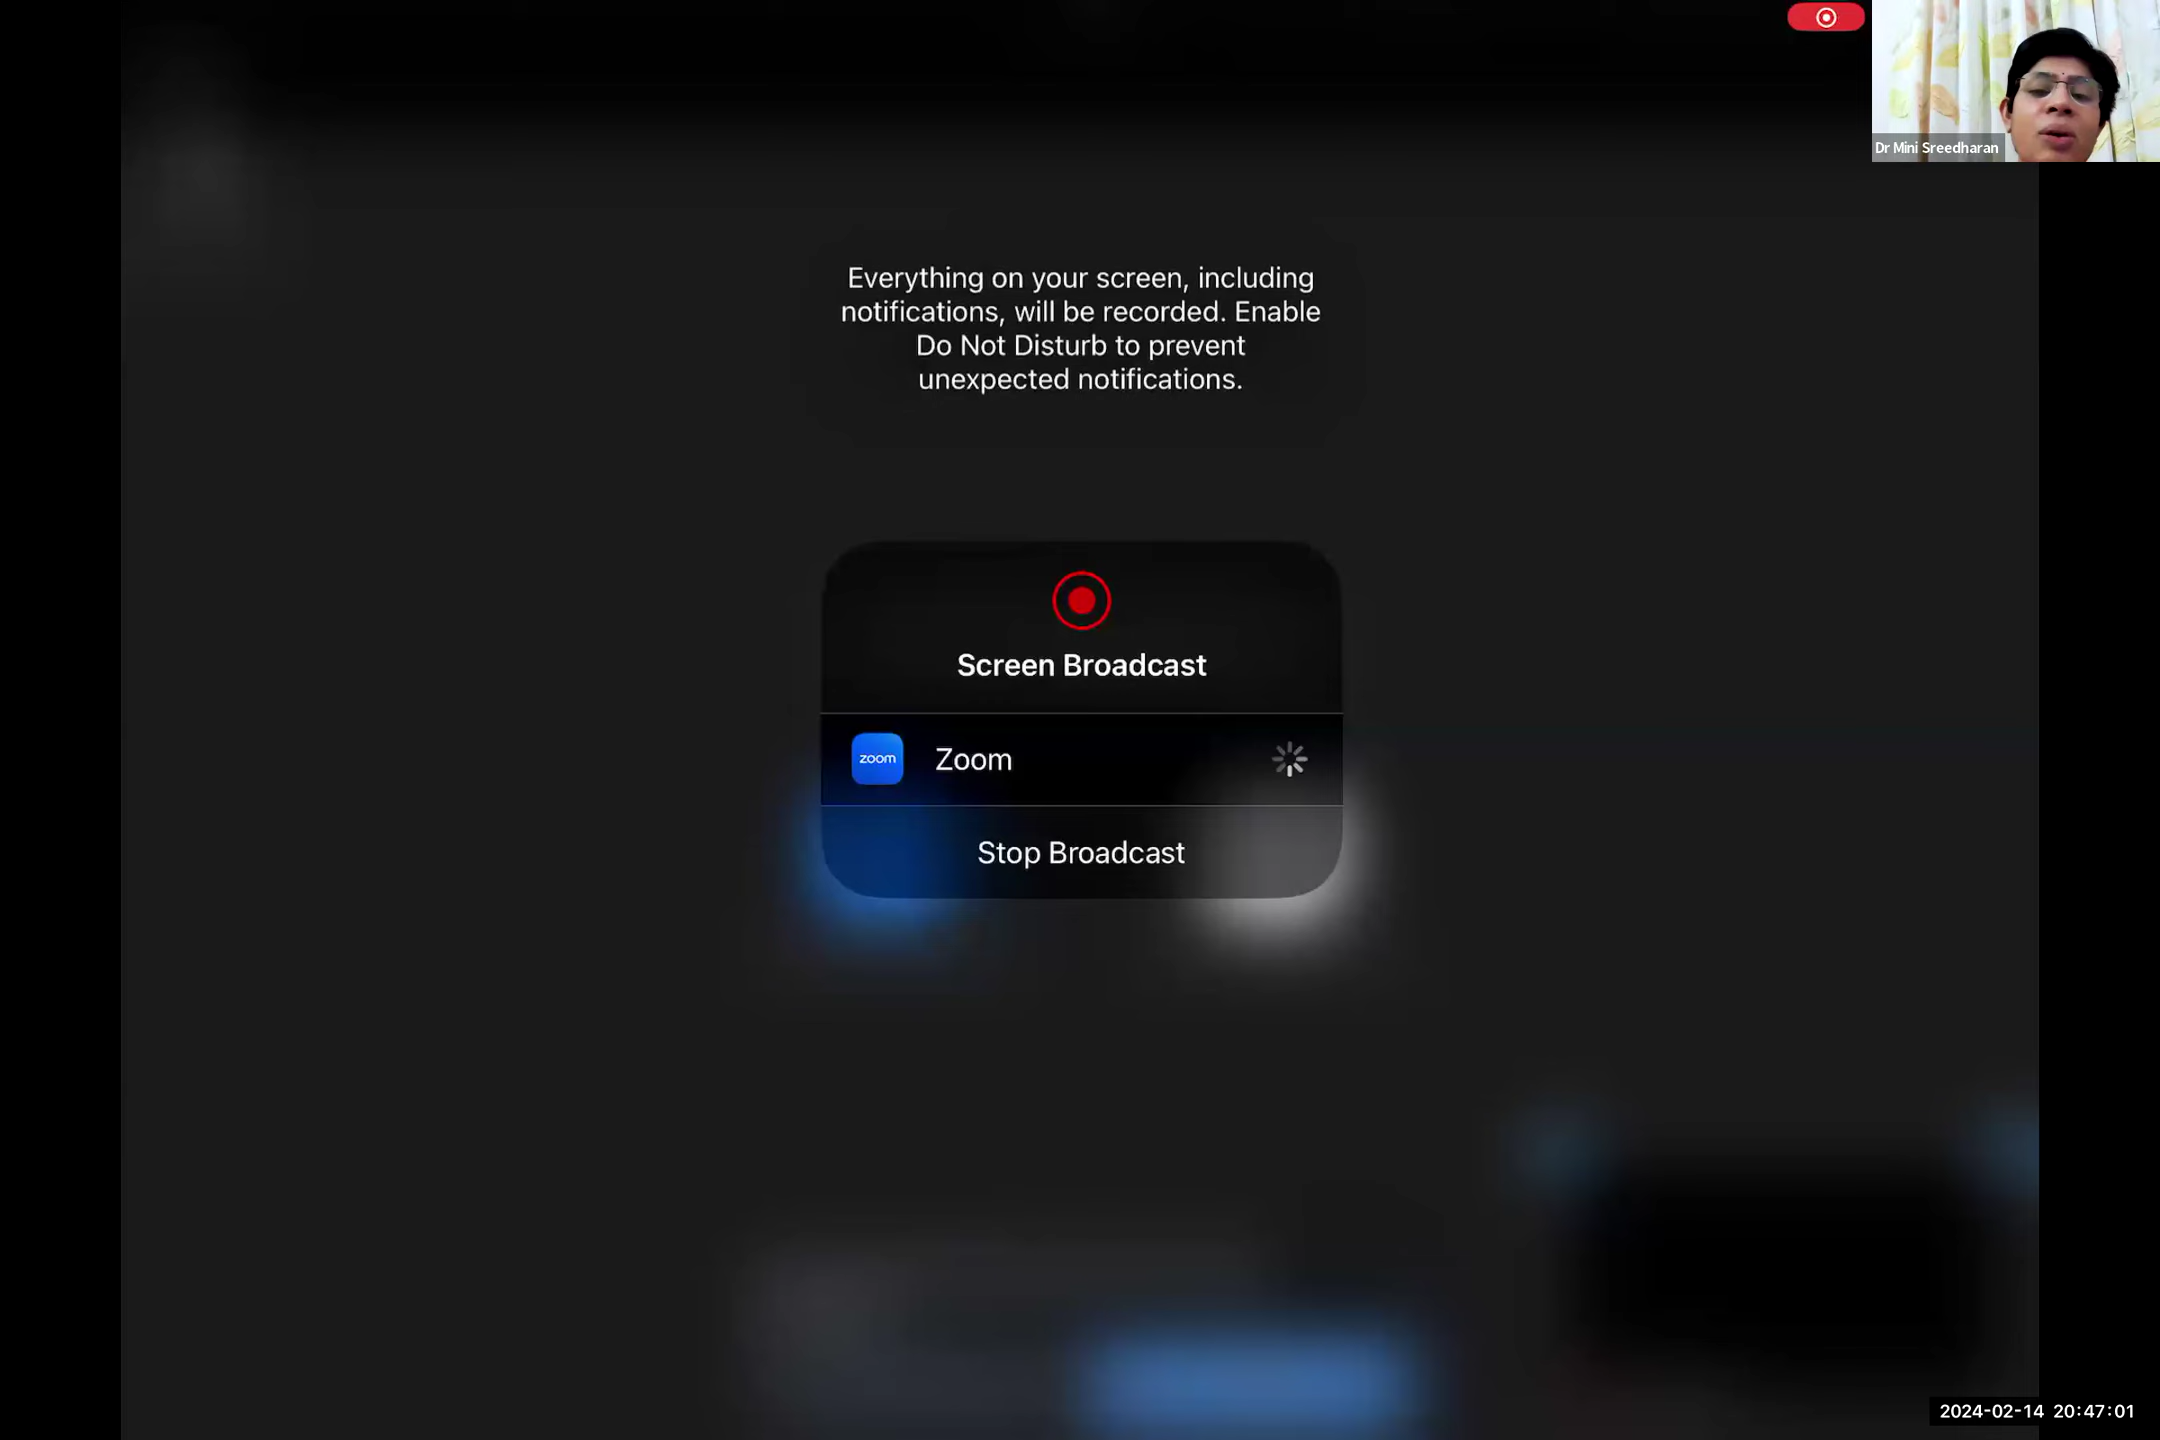 Dr Mini Sreedharan
Everything on your screen, including
notifications, will be recorded. Enable
Do Not Disturb to prevent
unexpected notifications.
Screen Broadcast
zoom
Zoom
Stop Broadcast
2024-02-14 20:47:01